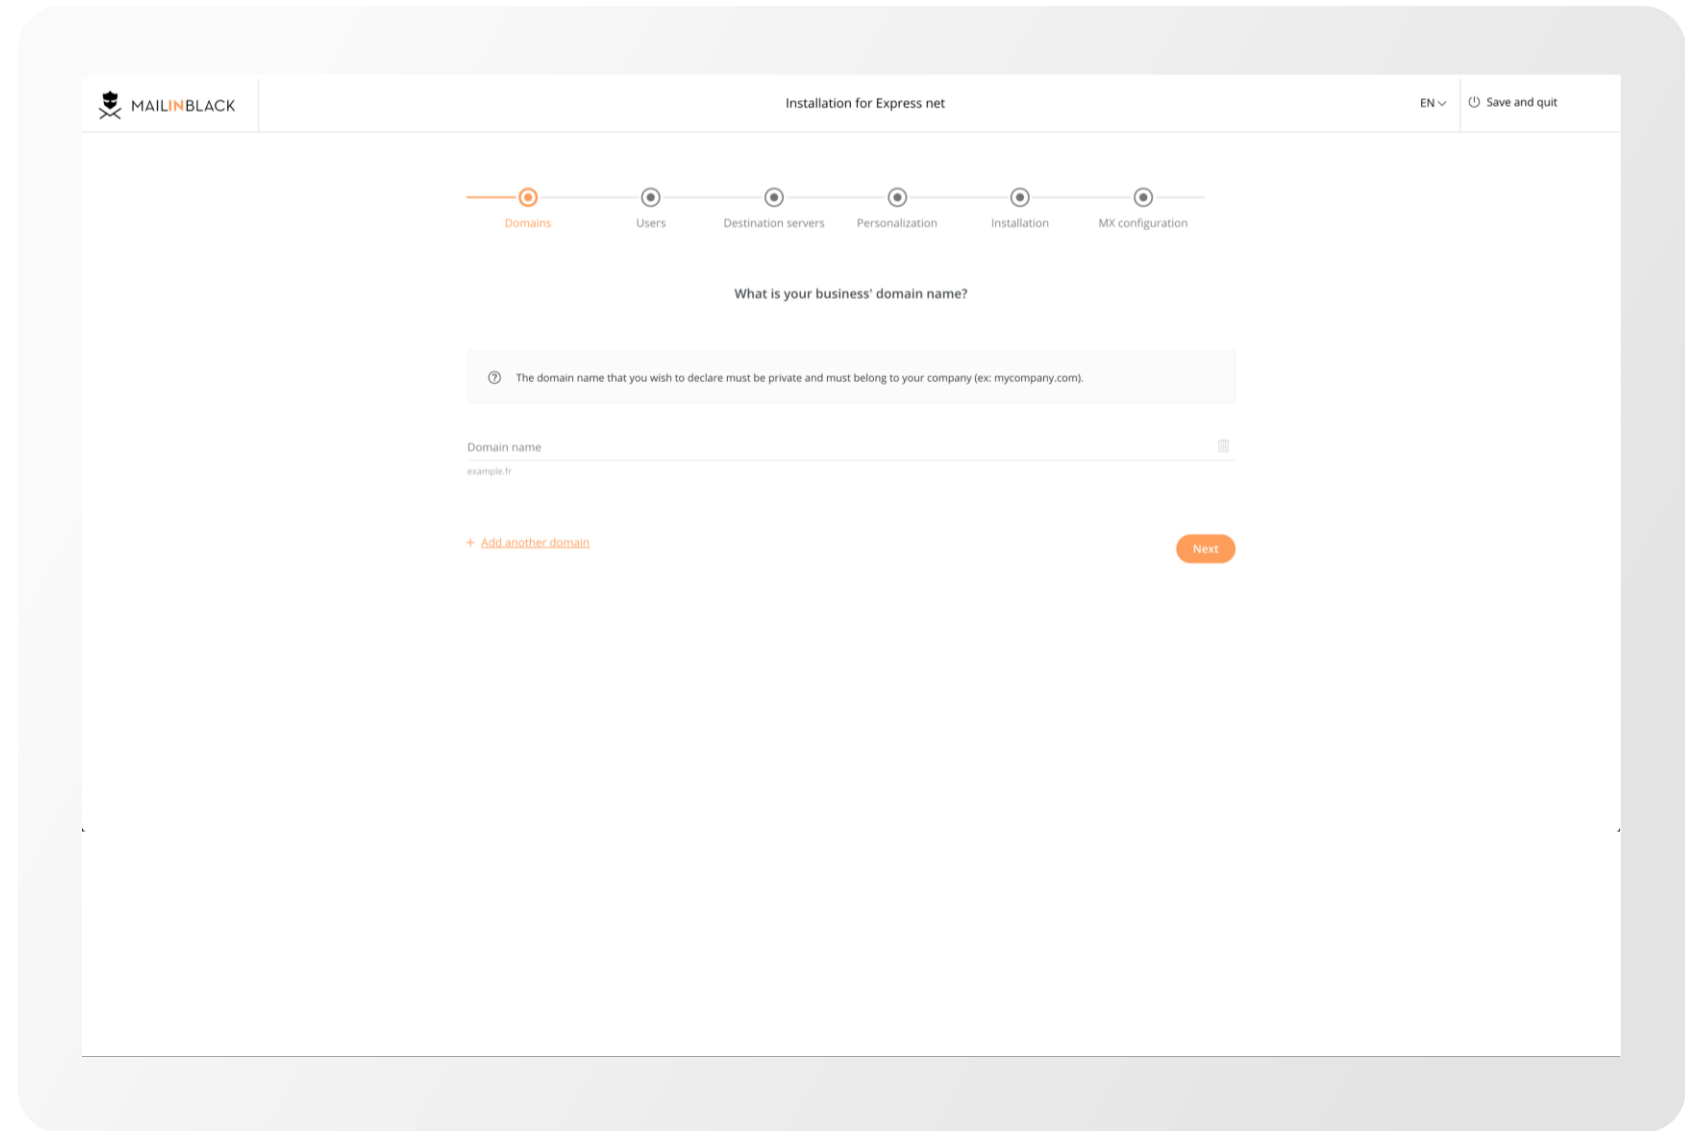 MAILINBLACK
Installation for Express net
EN
Save and quit
Domains
Users
Destination servers
Personalization
Installation
MX configuration
What is your business' domain name?
The domain name that you wish to declare must be private and must belong to your company (ex: mycompany.com).
Domain name
example.fr
+ Add another domain
Next